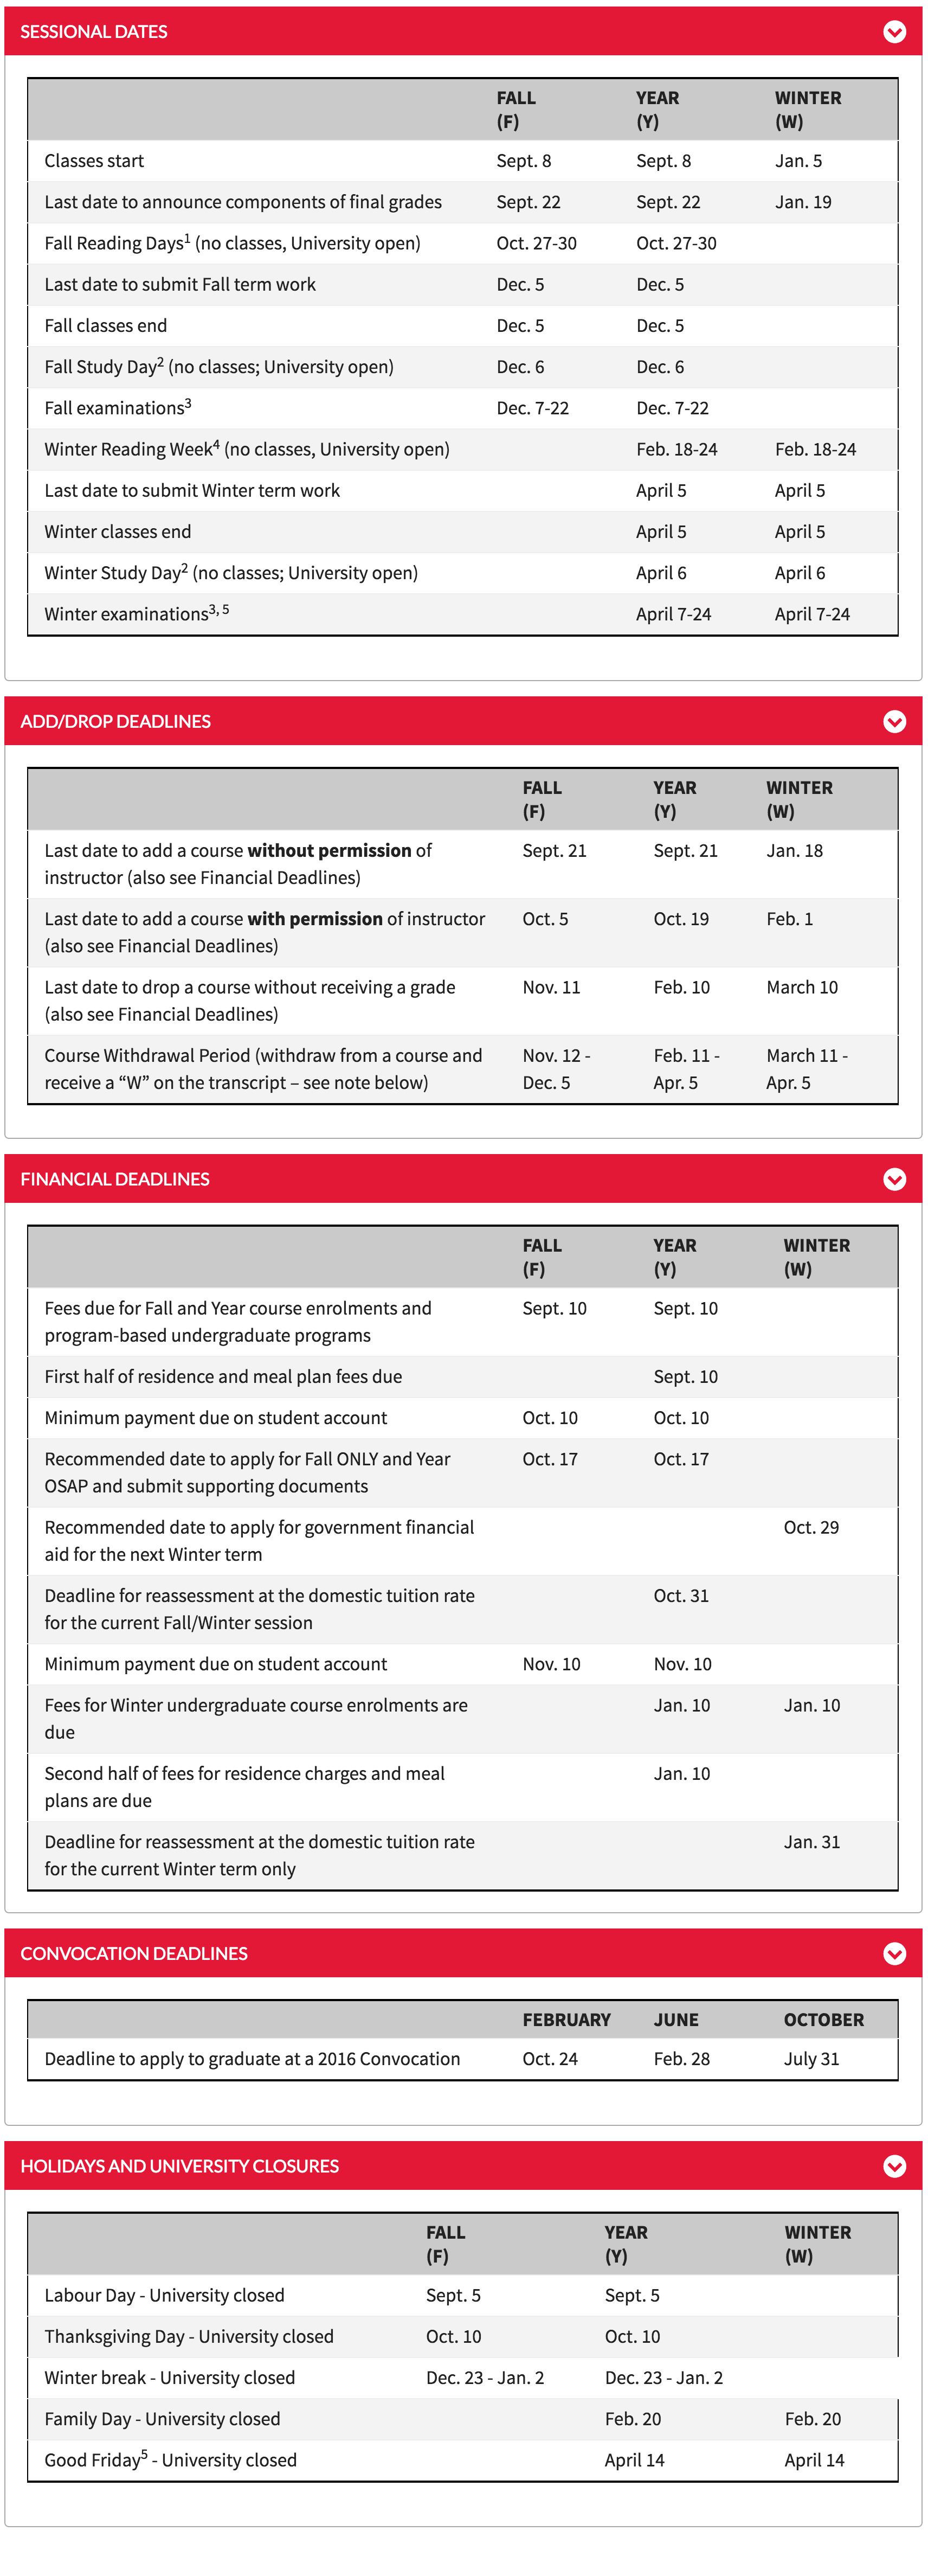 SESSIONAL DATES
FALL (F) YEAR (Y) WINTER (W)
Classes start Sept. 8 Sept. 8 Jan. 5
Last date to announce components of final grades Sept. 22 Sept. 22 Jan. 19
Fall Reading Days1 (no classes, University open) Oct. 27-30 Oct. 27-30
Last date to submit Fall term work Dec. 5 Dec. 5
Fall classes end Dec. 5 Dec. 5
Fall Study Day2 (no classes; University open) Dec. 6 Dec. 6
Fall examinations3 Dec. 7-22 Dec. 7-22
Winter Reading Week4 (no classes, University open) Feb. 18-24 Feb. 18-24
Last date to submit Winter term work April 5 April 5
Winter classes end April 5 April 5
Winter Study Day2 (no classes; University open) April 6 April 6
Winter examinations3, 5 April 7-24 April 7-24
ADD/DROP DEADLINES
FALL (F) YEAR (Y) WINTER (W)
Last date to add a course without permission of Sept. 21 Sept. 21 Jan. 18
instructor (also see Financial Deadlines)
Last date to add a course with permission of instructor Oct. 5 Oct. 19 Feb. 1
(also see Financial Deadlines)
Last date to drop a course without receiving a grade Nov. 11 Feb. 10 March 10
(also see Financial Deadlines)
Course Withdrawal Period (withdraw from a course and Nov. 12 - Feb. 11 - March 11 -
receive a “W” on the transcript – see note below) Dec. 5 Apr. 5 Apr. 5
FINANCIAL DEADLINES
FALL (F) YEAR (Y) WINTER (W)
Fees due for Fall and Year course enrolments and Sept. 10 Sept. 10
program-based undergraduate programs
First half of residence and meal plan fees due Sept. 10
Minimum payment due on student account Oct. 10 Oct. 10
Recommended date to apply for Fall ONLY and Year Oct. 17 Oct. 17
OSAP and submit supporting documents
Recommended date to apply for government financial Oct. 29
aid for the next Winter term
Deadline for reassessment at the domestic tuition rate Oct. 31
for the current Fall/Winter session
Minimum payment due on student account Nov. 10 Nov. 10
Fees for Winter undergraduate course enrolments are Jan. 10 Jan. 10
due
Second half of fees for residence charges and meal Jan. 10
plans are due
Deadline for reassessment at the domestic tuition rate Jan. 31
for the current Winter term only
CONVOCATION DEADLINES
FEBRUARY JUNE OCTOBER
Deadline to apply to graduate at a 2016 Convocation Oct. 24 Feb. 28 July 31
HOLIDAYS AND UNIVERSITY CLOSURES
FALL (F) YEAR (Y) WINTER (W)
Labour Day - University closed Sept. 5 Sept. 5
Thanksgiving Day - University closed Oct. 10 Oct. 10
Winter break - University closed Dec. 23 - Jan. 2 Dec. 23 - Jan. 2
Family Day - University closed Feb. 20 Feb. 20
Good Friday5 - University closed April 14 April 14